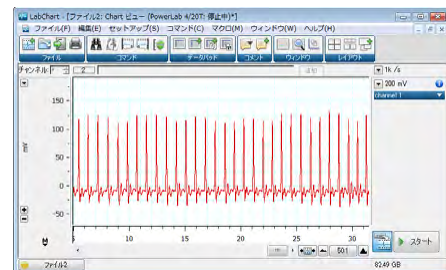 LabChart - [ファイル2: Chart ビュー (PowerLab 4/20T: 停止中)*]
ファイル(F) 編集(E) セットアップ(S) コマンド(C) マクロ(M) ウィンドウ(W) ヘルプ(H)
ファイル コマンド データパッド コメント ウィンドウ レイアウト
チャンネル 2 追加
1k /s
200 mV
channel 1
150
100
mV
50
0
-50
5 10 15 20 25 30
50:1
スタート
ファイル2
82.49 GB